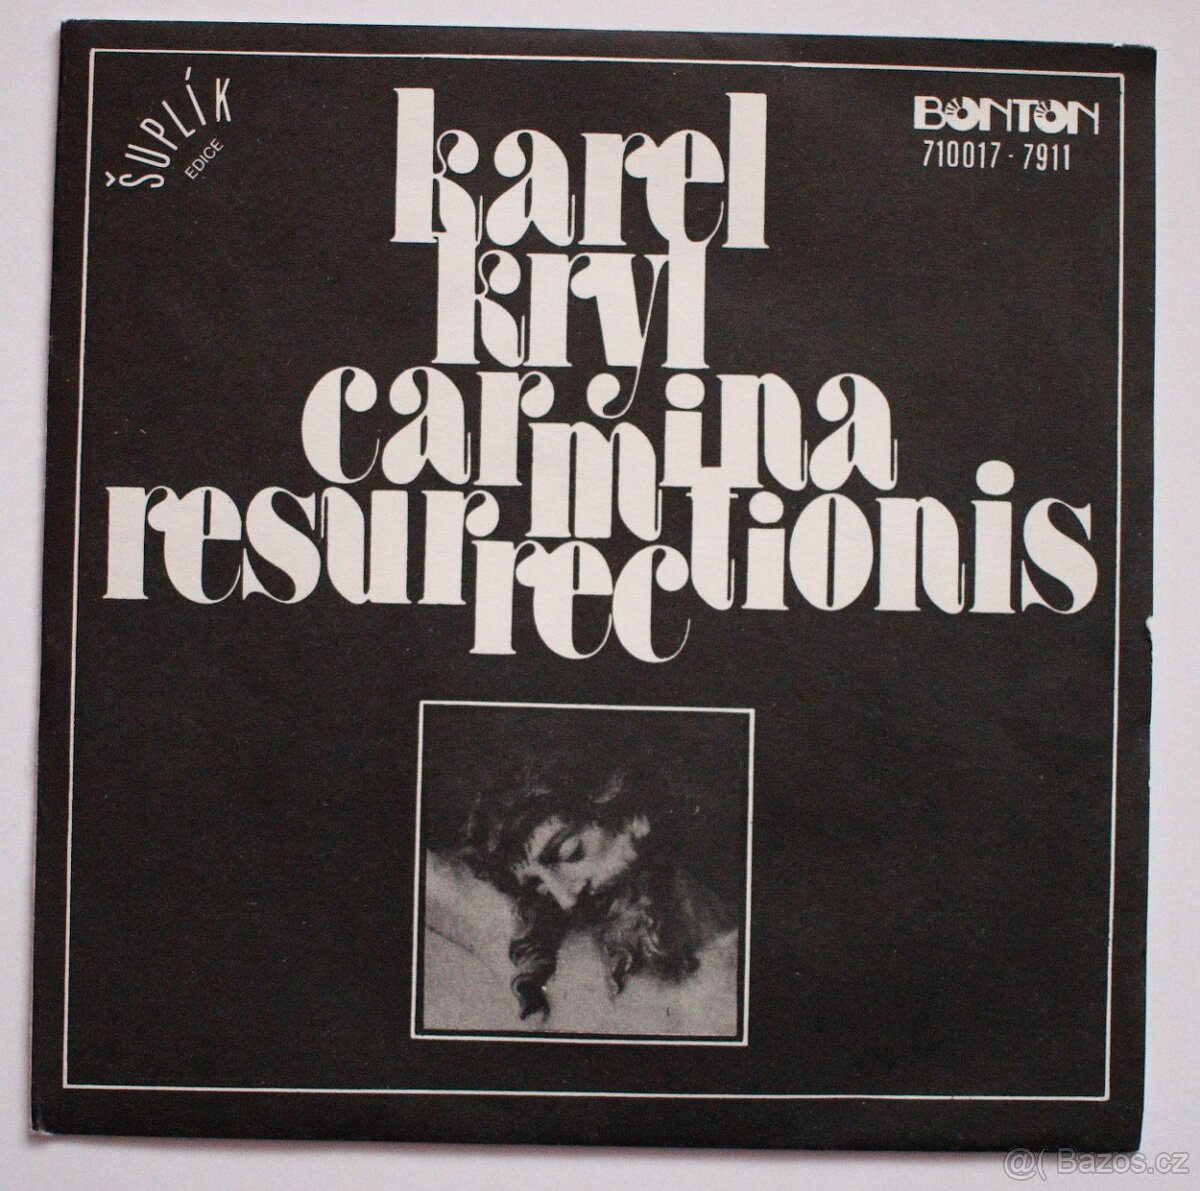 ŠUPLÍK
EDICE
BONTON
710017 - 7911
karel
kryl
carmina
resurrectionis
@( Bazos.cz